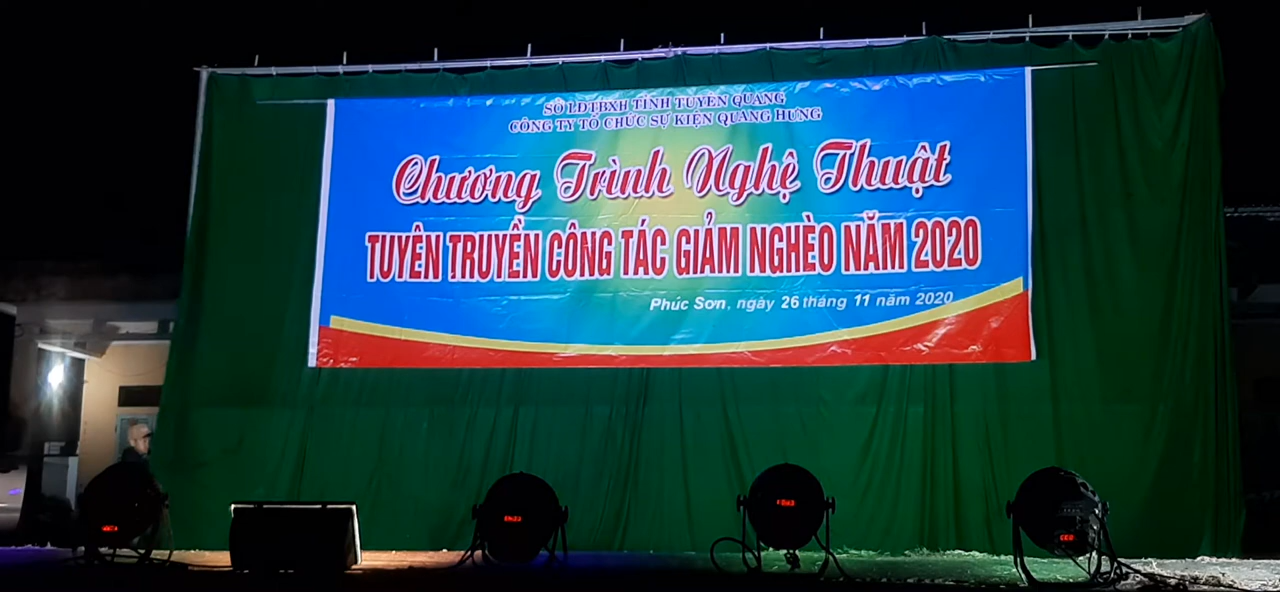 SỞ LĐTBXH TỈNH TUYÊN QUANG
CÔNG TY TỔ CHỨC SỰ KIỆN QUANG HƯNG
Chương Trình Nghệ Thuật
TUYÊN TRUYỀN CÔNG TÁC GIẢM NGHÈO NĂM 2020
Phúc Sơn, ngày 26 tháng 11 năm 2020